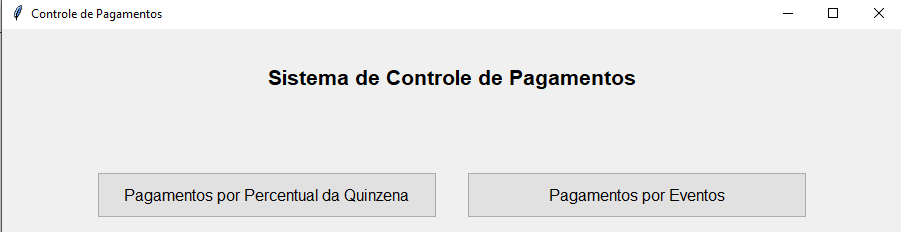 Controle de Pagamentos
Sistema de Controle de Pagamentos
Pagamentos por Percentual da Quinzena
Pagamentos por Eventos